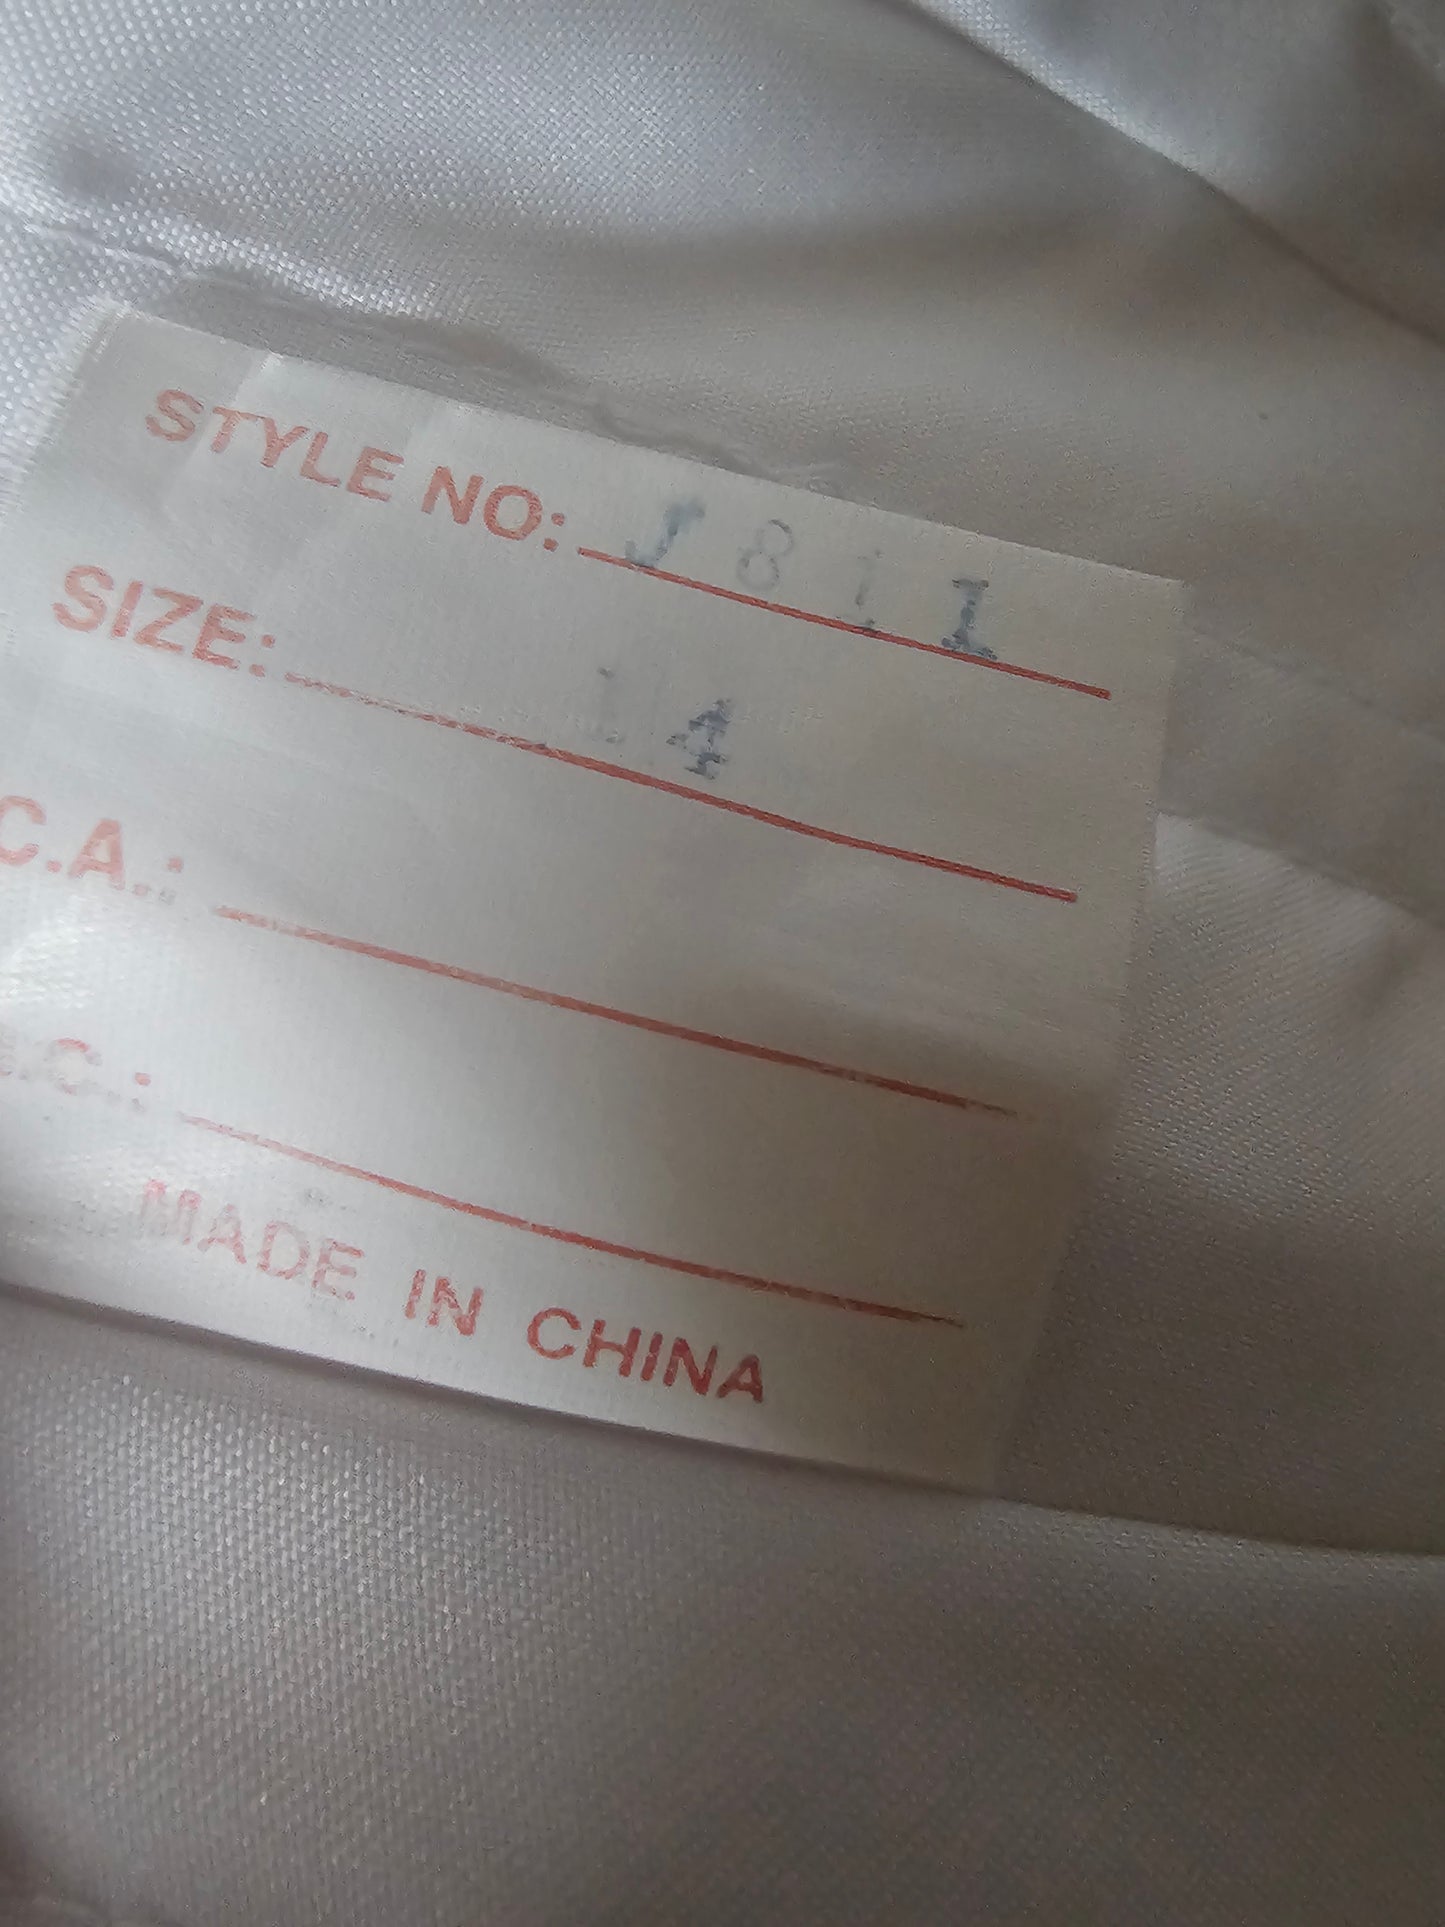 STYLE NO: J811
SIZE: 14
C.A.:
C.:
MADE IN CHINA